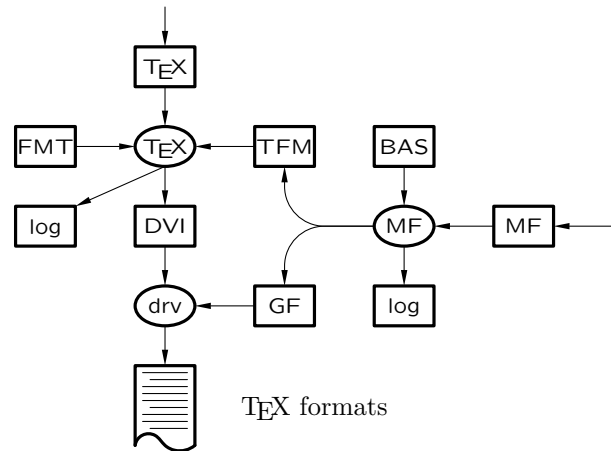 TEX
FMT
TEX
TFM
BAS
log
DVI
MF
MF
drv
GF
log
TEX formats